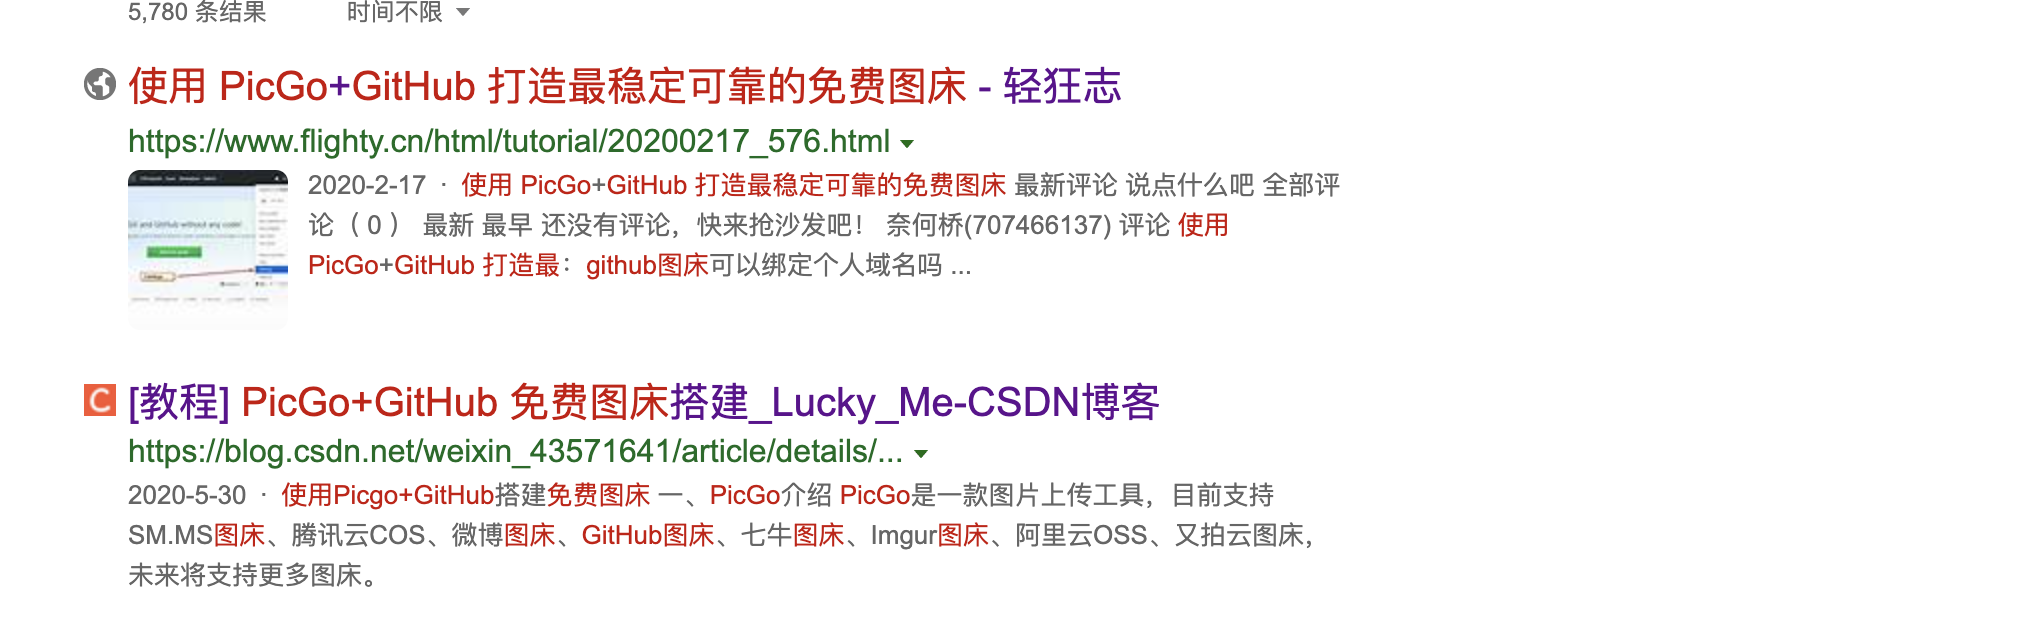 5,780 条结果 时间不限
使用 PicGo+GitHub 打造最稳定可靠的免费图床 - 轻狂志
https://www.flighty.cn/html/tutorial/20200217_576.html
2020-2-17 · 使用 PicGo+GitHub 打造最稳定可靠的免费图床 最新评论 说点什么吧 全部评
论（ 0 ） 最新 最早 还没有评论，快来抢沙发吧！ 奈何桥(707466137) 评论 使用
PicGo+GitHub 打造最：github图床可以绑定个人域名吗 ...
[教程] PicGo+GitHub 免费图床搭建_Lucky_Me-CSDN博客
https://blog.csdn.net/weixin_43571641/article/details/...
2020-5-30 · 使用Picgo+GitHub搭建免费图床 一、PicGo介绍 PicGo是一款图片上传工具，目前支持
SM.MS图床、腾讯云COS、微博图床、GitHub图床、七牛图床、Imgur图床、阿里云OSS、又拍云图床，
未来将支持更多图床。